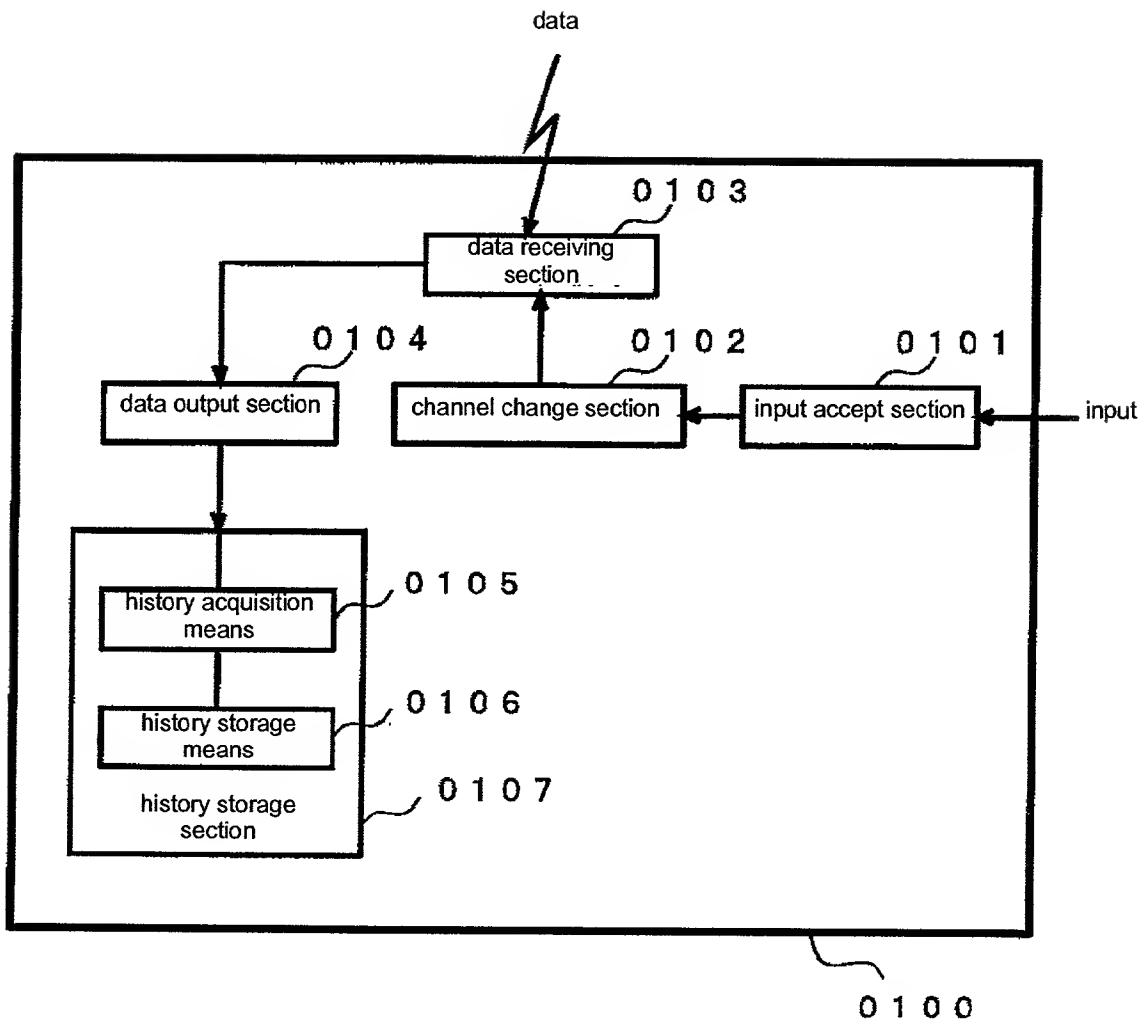 data
0103
data receiving
section
0104
0102
0101
data output section
channel change section
input accept section
input
0105
history acquisition
means
0106
history storage
means
0107
history storage
section
0100